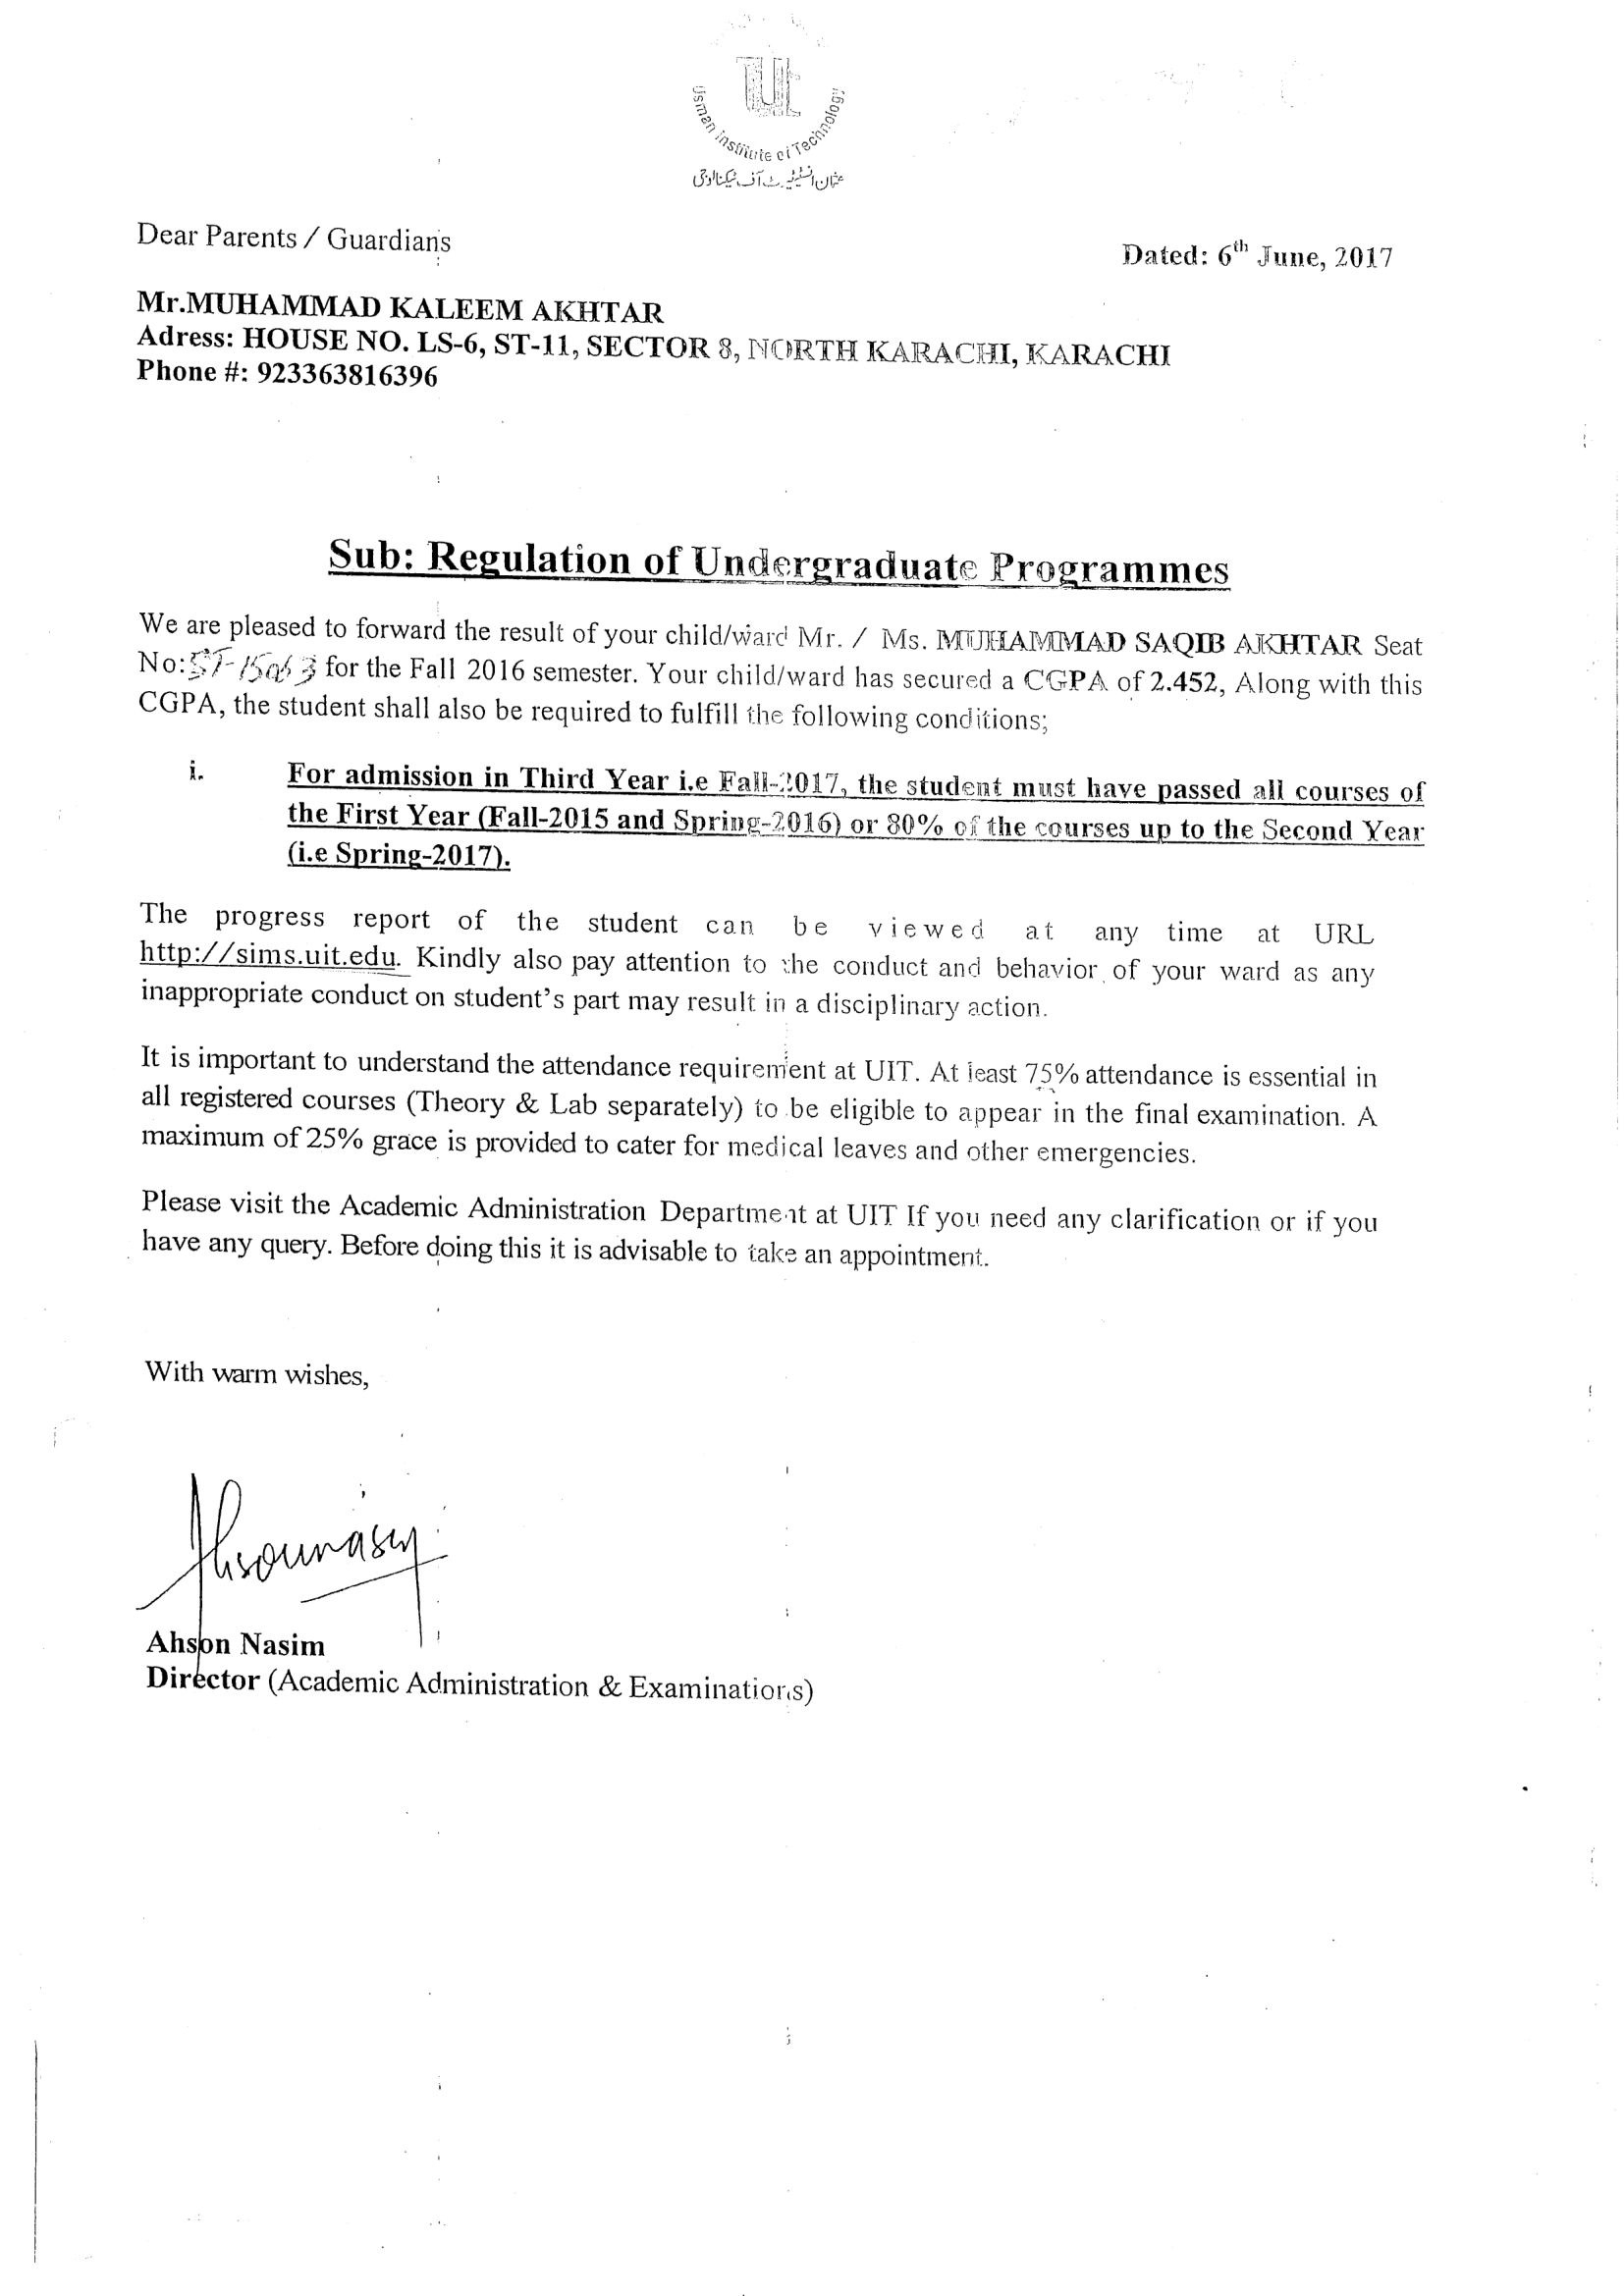 Usman Institute of Technology
عثمان انسٹیٹیوٹ آف ٹیکنالوجی
Dear Parents / Guardians
Dated: 6th June, 2017
Mr.MUHAMMAD KALEEM AKHTAR
Adress: HOUSE NO. LS-6, ST-11, SECTOR 8, NORTH KARACHI, KARACHI
Phone #: 923363816396
Sub: Regulation of Undergraduate Programmes
We are pleased to forward the result of your child/ward Mr. / Ms. MUHAMMAD SAQIB AKHTAR Seat
No: for the Fall 2016 semester. Your child/ward has secured a CGPA of 2.452, Along with this
CGPA, the student shall also be required to fulfill the following conditions;
i. For admission in Third Year i.e Fall-2017, the student must have passed all courses of
the First Year (Fall-2015 and Spring-2016) or 80% of the courses up to the Second Year
(i.e Spring-2017).
The progress report of the student can be viewed at any time at URL
http://sims.uit.edu. Kindly also pay attention to the conduct and behavior of your ward as any
inappropriate conduct on student's part may result in a disciplinary action.
It is important to understand the attendance requirement at UIT. At least 75% attendance is essential in
all registered courses (Theory & Lab separately) to be eligible to appear in the final examination. A
maximum of 25% grace is provided to cater for medical leaves and other emergencies.
Please visit the Academic Administration Department at UIT If you need any clarification or if you
have any query. Before doing this it is advisable to take an appointment.
With warm wishes,
Ahson Nasim
Director (Academic Administration & Examinations)